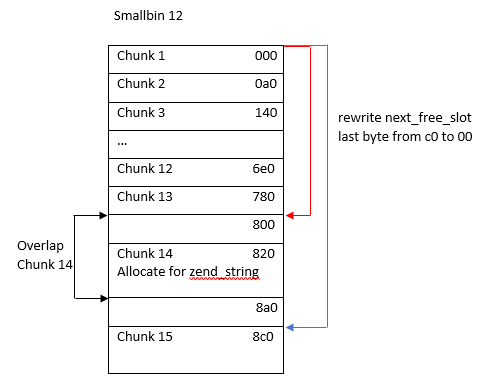 Smallbin 12
Chunk 1 000
Chunk 2 0a0
Chunk 3 140
...
Chunk 12 6e0
Chunk 13 780
800
Chunk 14 820
Allocate for zend_string
8a0
Chunk 15 8c0
rewrite next_free_slot
last byte from c0 to 00
Overlap
Chunk 14